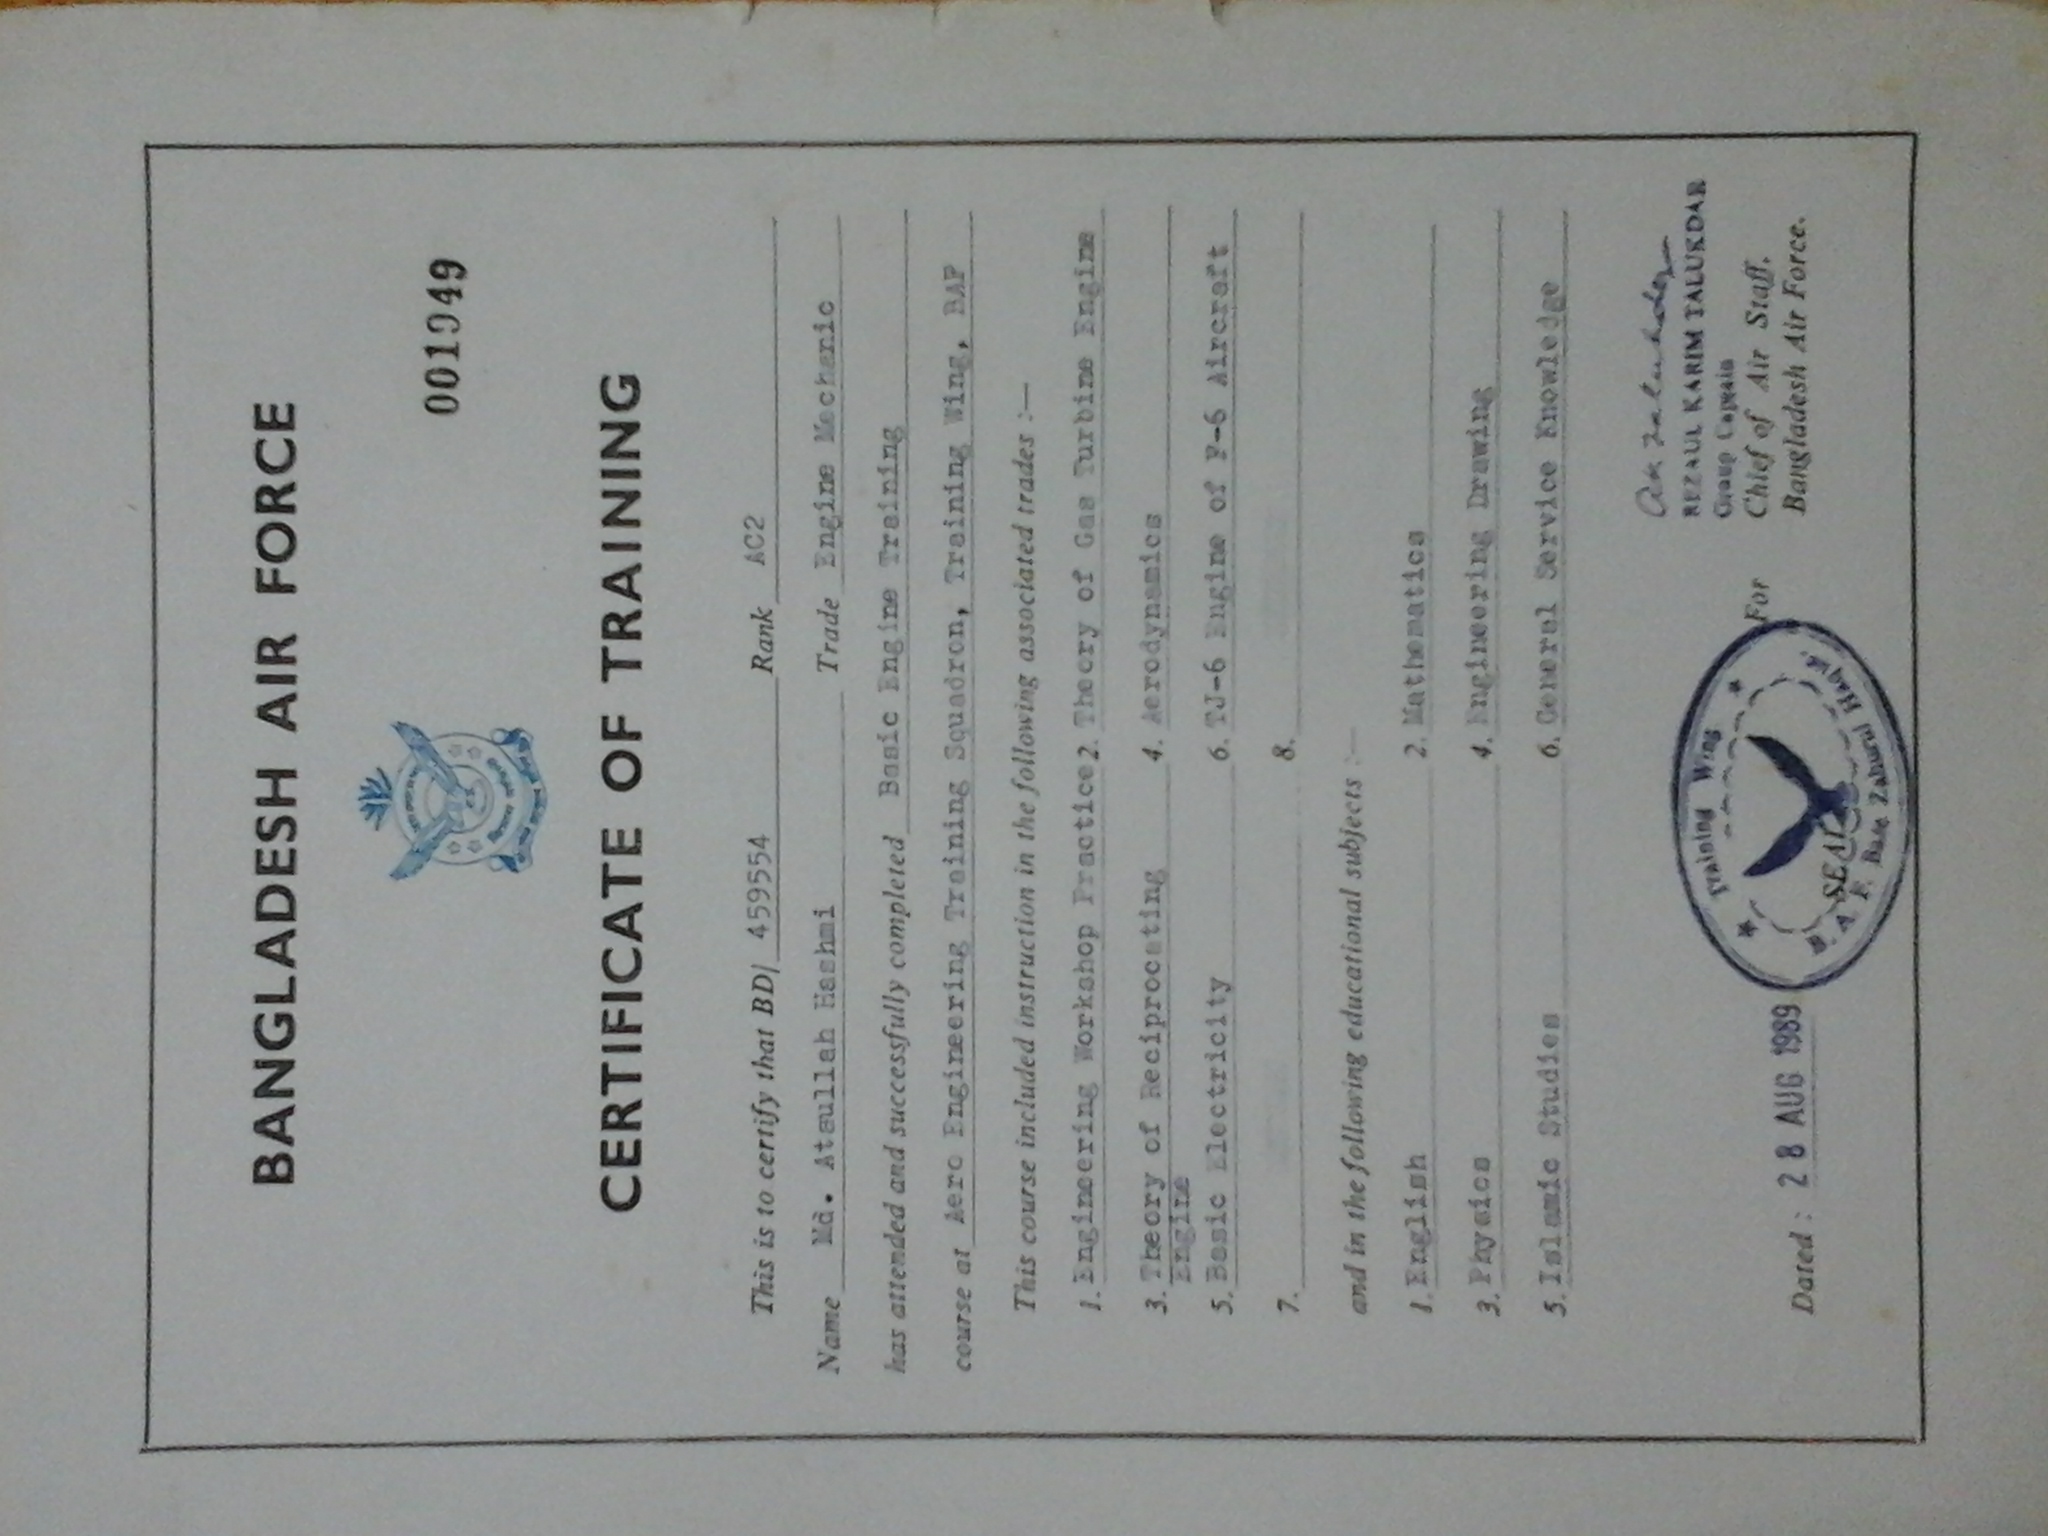 BANGLADESH AIR FORCE
001949
CERTIFICATE OF TRAINING
This is to certify that BD/ 459554 Rank AC2
Name Md. Ataullah Hashmi Trade Engine Mechanic
has attended and successfully completed Basic Engine Training
course at Aero Engineering Training Squadron, Training Wing, BAF
This course included instruction in the following associated trades :—
1. Engineering Workshop Practice 2. Theory of Gas Turbine Engine
3. Theory of Reciprocating Engine 4. Aerodynamics
5. Basic Electricity 6. TJ-6 Engine of F-6 Aircraft
7. 8.
and in the following educational subjects :—
1. English 2. Mathematics
3. Physics 4. Engineering Drawing
5. Islamic Studies 6. General Service Knowledge
REZAUL KARIM TALUKDAR
Group Captain
For Chief of Air Staff,
Bangladesh Air Force.
Dated : 28 AUG 1989
Training Wing
SEAL
B. A. F. Base Zahurul Haque.